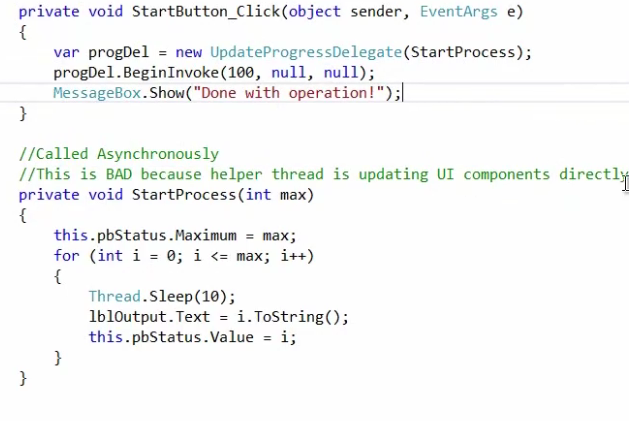 private void StartButton_Click(object sender, EventArgs e)
{
    var progDel = new UpdateProgressDelegate(StartProcess);
    progDel.BeginInvoke(100, null, null);
    MessageBox.Show("Done with operation!");
}

//Called Asynchronously
//This is BAD because helper thread is updating UI components directly
private void StartProcess(int max)
{
    this.pbStatus.Maximum = max;
    for (int i = 0; i <= max; i++)
    {
        Thread.Sleep(10);
        lblOutput.Text = i.ToString();
        this.pbStatus.Value = i;
    }
}